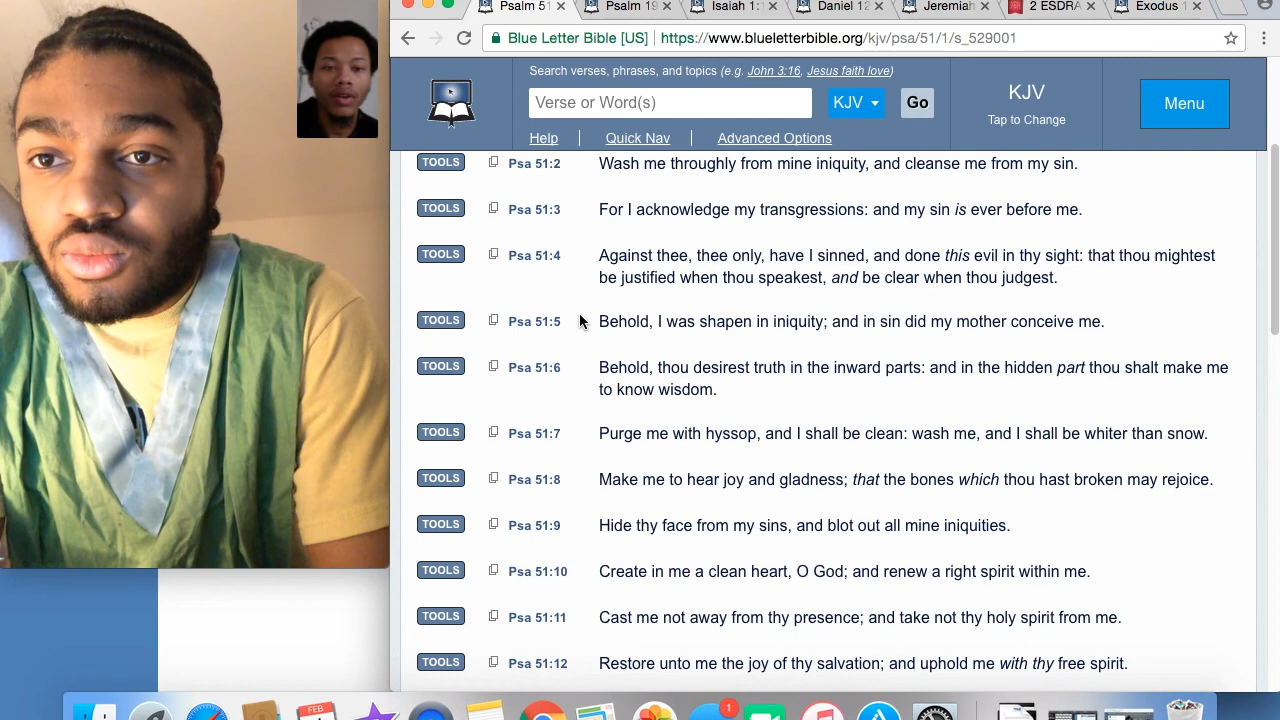 Psalm 51
Psalm 19
Isaiah 1:1
Daniel 12
Jeremiah
2 ESDRA
Exodus 1
Blue Letter Bible [US] https://www.blueletterbible.org/kjv/psa/51/1/s_529001
Search verses, phrases, and topics (e.g. John 3:16, Jesus faith love)
Verse or Word(s) KJV Go
Help Quick Nav Advanced Options
KJV
Tap to Change
Menu
TOOLS Psa 51:2 Wash me throughly from mine iniquity, and cleanse me from my sin.
TOOLS Psa 51:3 For I acknowledge my transgressions: and my sin is ever before me.
TOOLS Psa 51:4 Against thee, thee only, have I sinned, and done this evil in thy sight: that thou mightest
be justified when thou speakest, and be clear when thou judgest.
TOOLS Psa 51:5 Behold, I was shapen in iniquity; and in sin did my mother conceive me.
TOOLS Psa 51:6 Behold, thou desirest truth in the inward parts: and in the hidden part thou shalt make me
to know wisdom.
TOOLS Psa 51:7 Purge me with hyssop, and I shall be clean: wash me, and I shall be whiter than snow.
TOOLS Psa 51:8 Make me to hear joy and gladness; that the bones which thou hast broken may rejoice.
TOOLS Psa 51:9 Hide thy face from my sins, and blot out all mine iniquities.
TOOLS Psa 51:10 Create in me a clean heart, O God; and renew a right spirit within me.
TOOLS Psa 51:11 Cast me not away from thy presence; and take not thy holy spirit from me.
TOOLS Psa 51:12 Restore unto me the joy of thy salvation; and uphold me with thy free spirit.
FEB
1